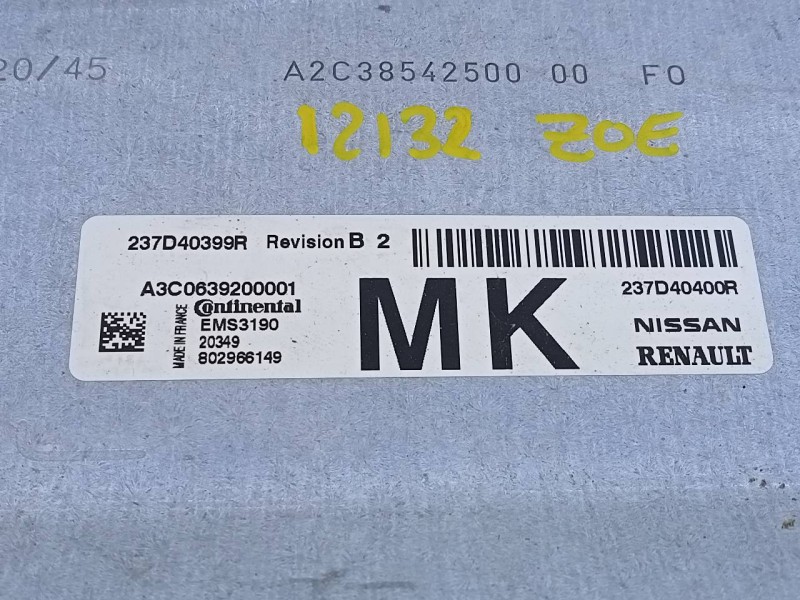 20/45 A2C38542500 00 F0
12132 ZOE
237D40399R Revision B 2
A3C0639200001
Continental
EMS3190
20349
802966149
MADE IN FRANCE
MK
237D40400R
NISSAN
RENAULT